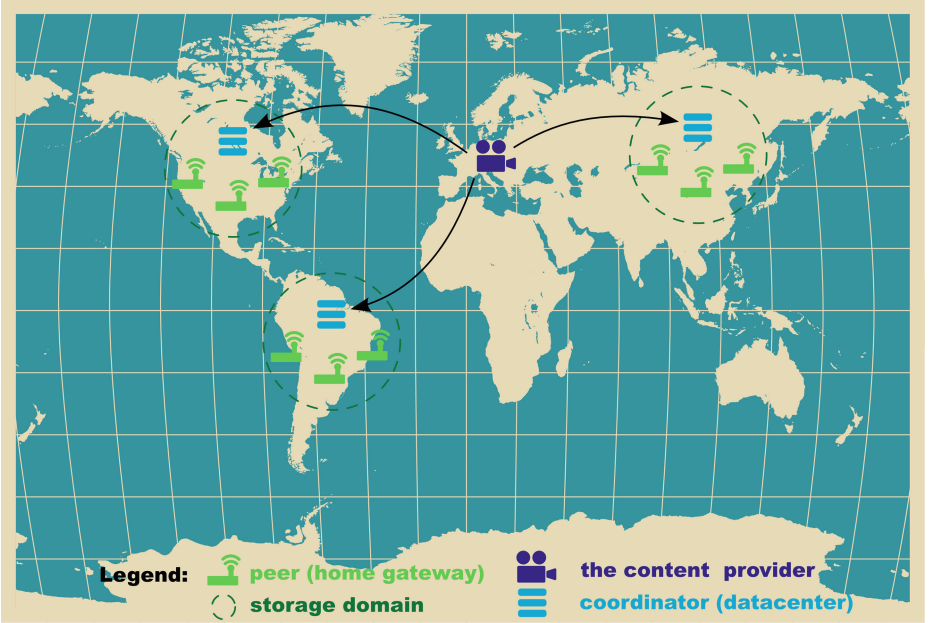 Legend:
peer (home gateway)
the content provider
storage domain
coordinator (datacenter)